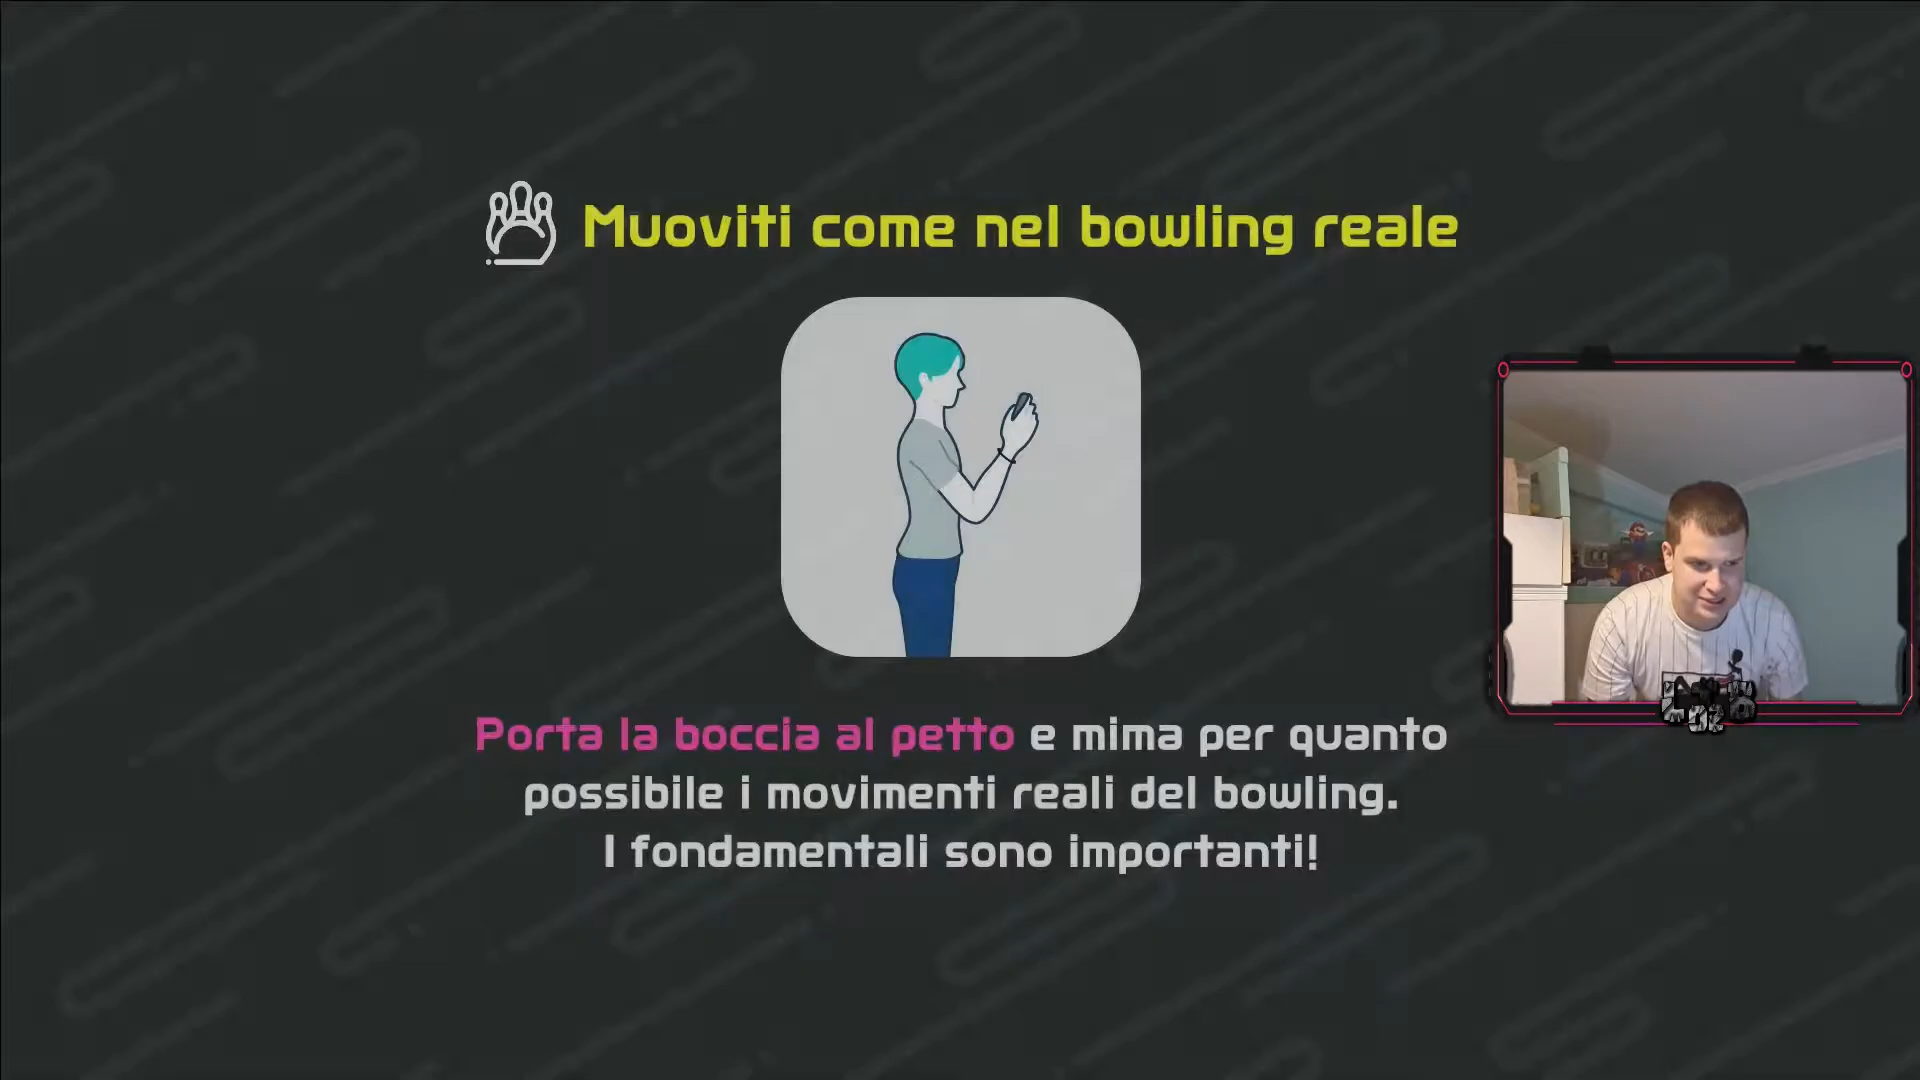 Muoviti come nel bowling reale
Porta la boccia al petto e mima per quanto
possibile i movimenti reali del bowling.
I fondamentali sono importanti!